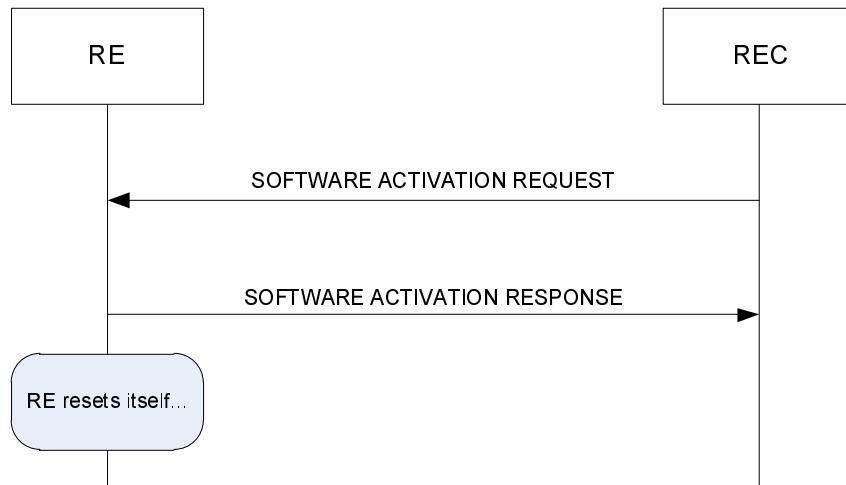 RE
REC
SOFTWARE ACTIVATION REQUEST
SOFTWARE ACTIVATION RESPONSE
RE resets itself...